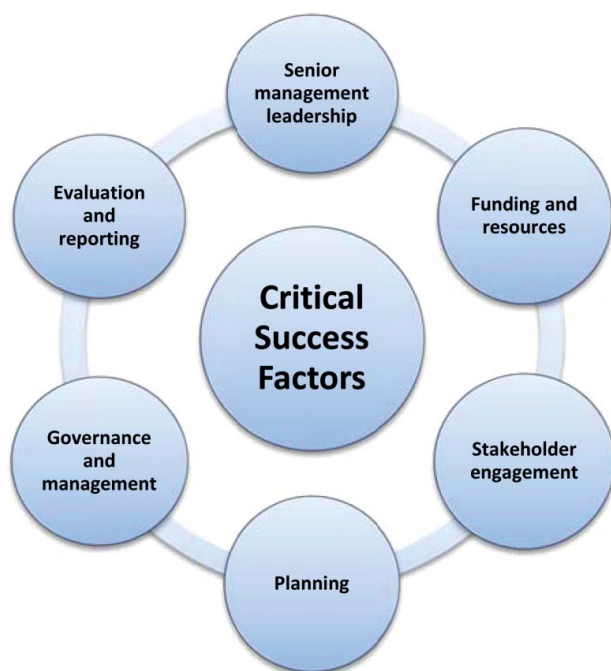 Senior
management
leadership
Funding and
resources
Stakeholder
engagement
Planning
Governance
and
management
Evaluation
and
reporting
Critical
Success
Factors